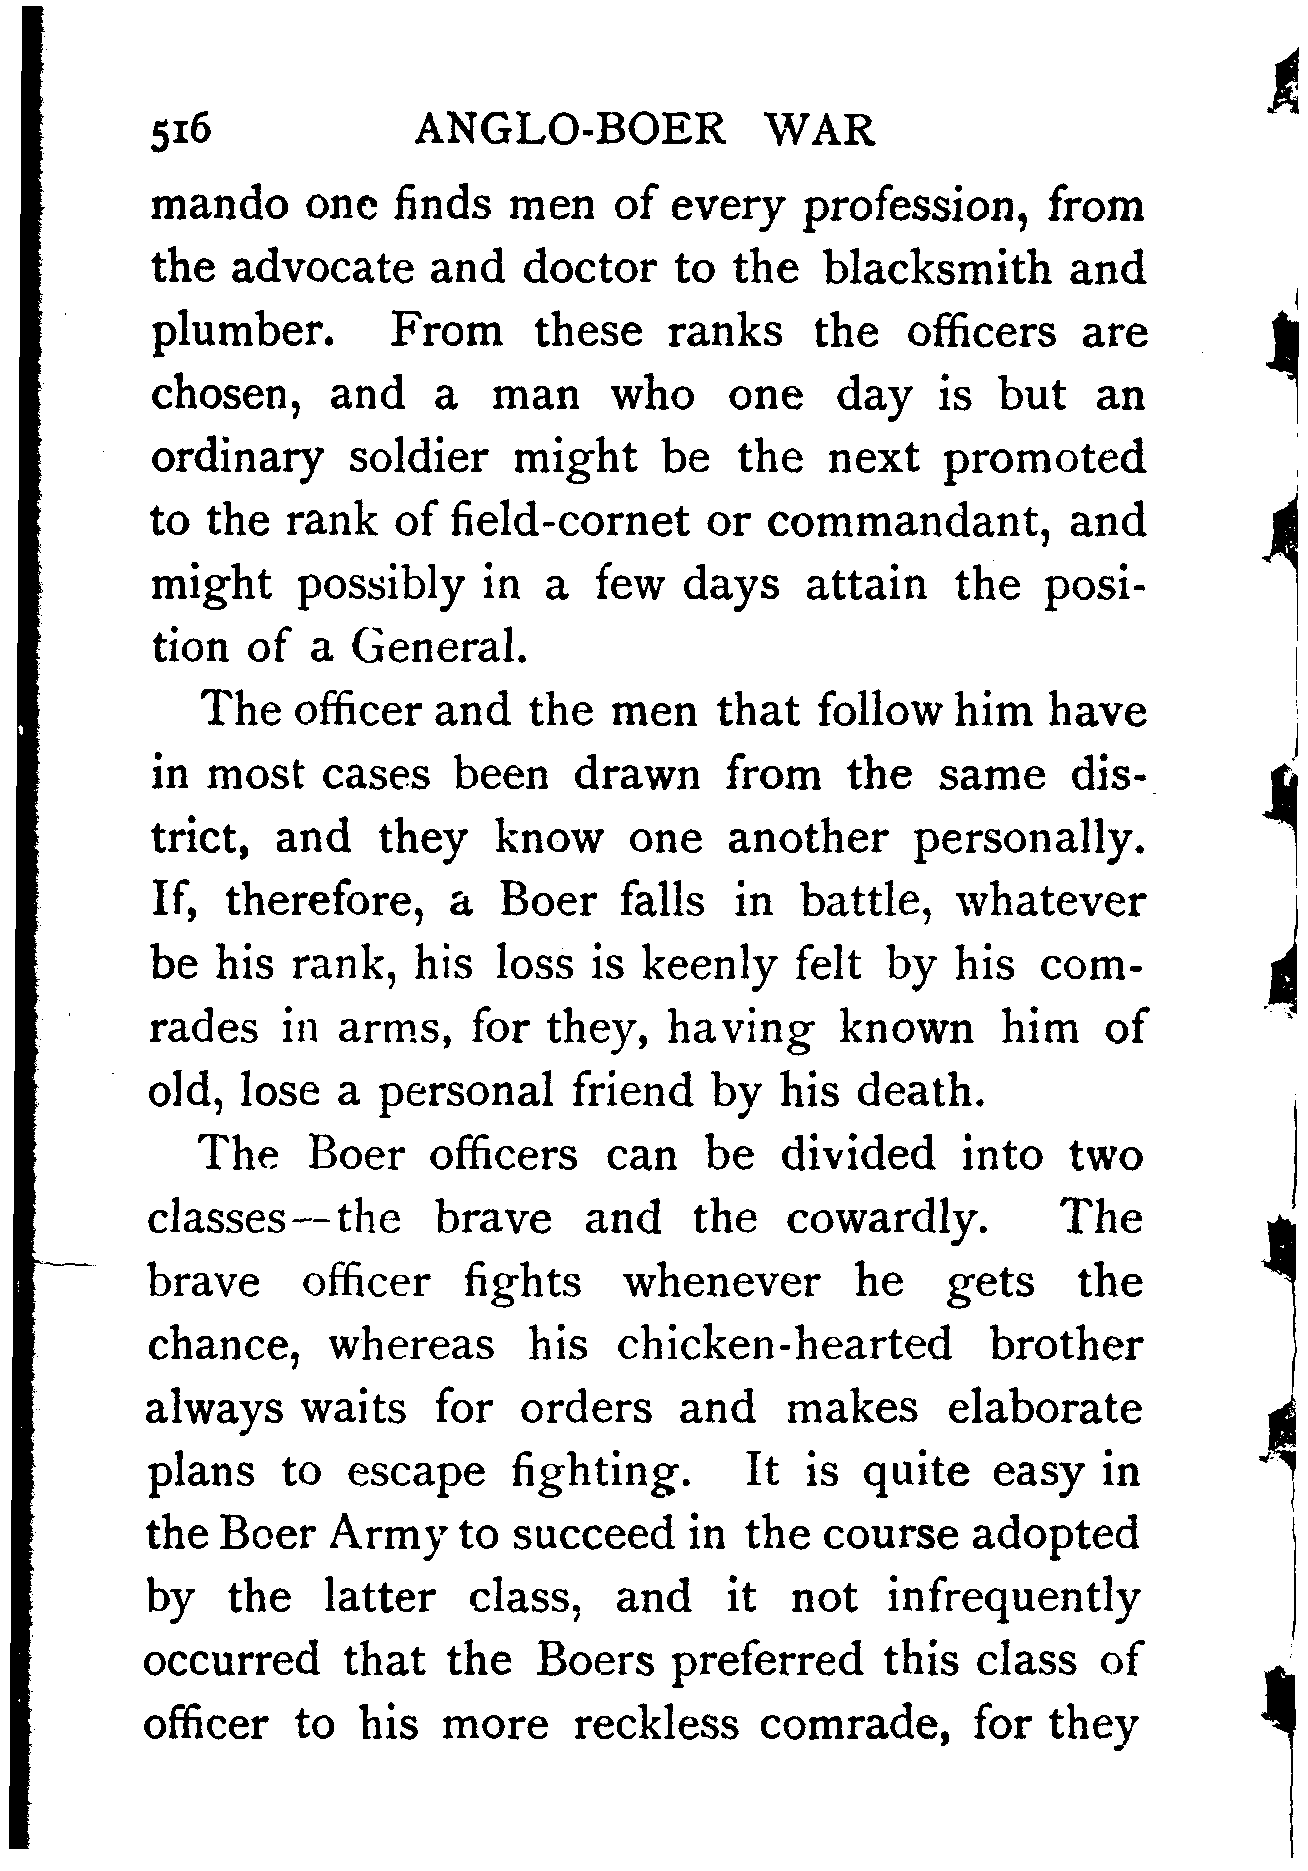 516 ANGLO-BOER WAR
mando one finds men of every profession, from
the advocate and doctor to the blacksmith and
plumber. From these ranks the officers are
chosen, and a man who one day is but an
ordinary soldier might be the next promoted
to the rank of field-cornet or commandant, and
might possibly in a few days attain the posi-
tion of a General.
The officer and the men that follow him have
in most cases been drawn from the same dis-
trict, and they know one another personally.
If, therefore, a Boer falls in battle, whatever
be his rank, his loss is keenly felt by his com-
rades in arms, for they, having known him of
old, lose a personal friend by his death.
The Boer officers can be divided into two
classes—the brave and the cowardly. The
brave officer fights whenever he gets the
chance, whereas his chicken-hearted brother
always waits for orders and makes elaborate
plans to escape fighting. It is quite easy in
the Boer Army to succeed in the course adopted
by the latter class, and it not infrequently
occurred that the Boers preferred this class of
officer to his more reckless comrade, for they